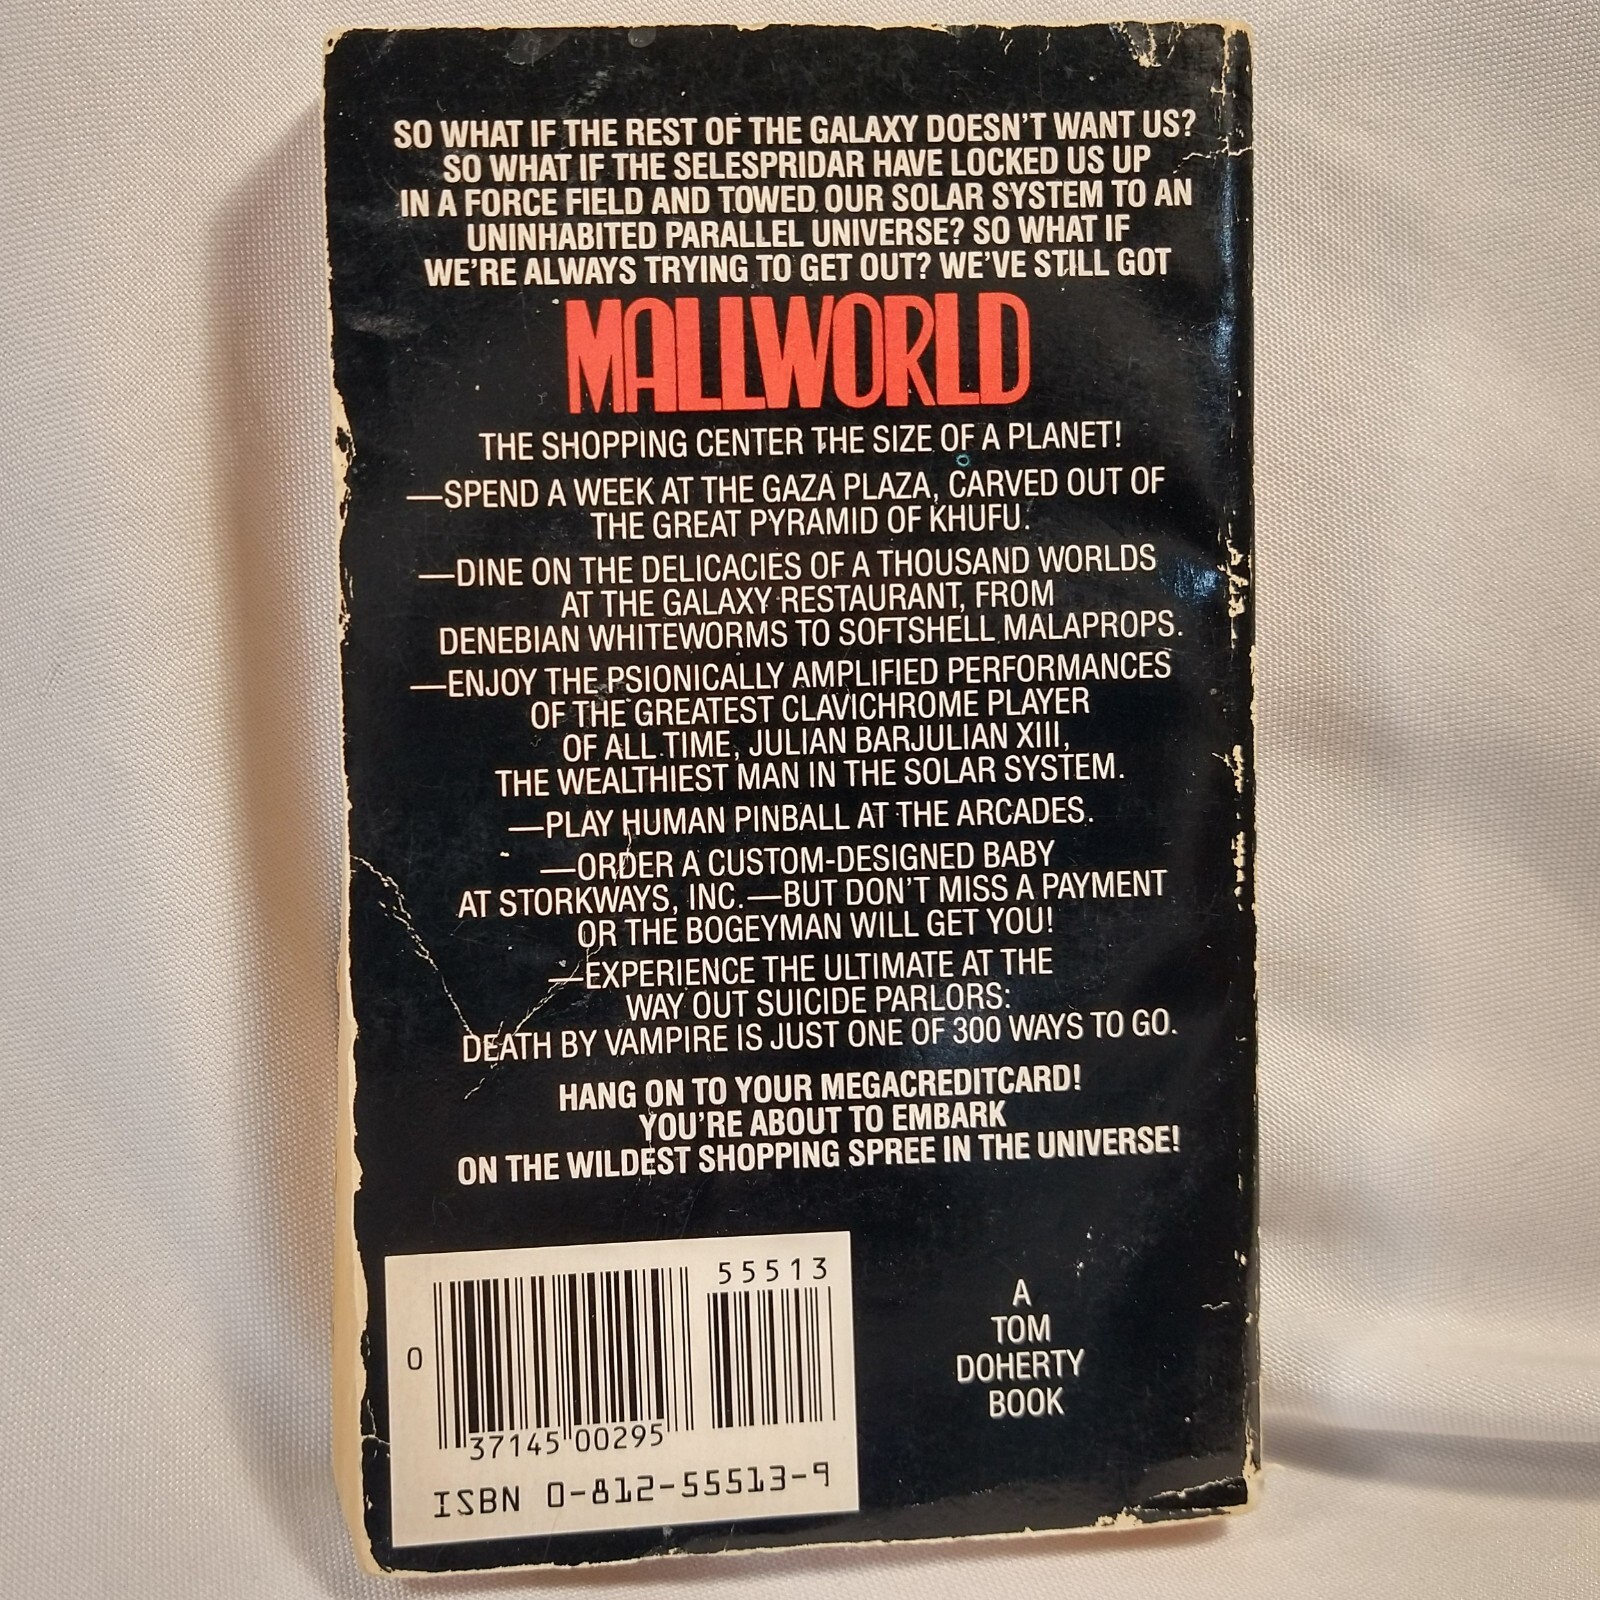 SO WHAT IF THE REST OF THE GALAXY DOESN'T WANT US?
SO WHAT IF THE SELESPRIDAR HAVE LOCKED US UP
IN A FORCE FIELD AND TOWED OUR SOLAR SYSTEM TO AN
UNINHABITED PARALLEL UNIVERSE? SO WHAT IF
WE'RE ALWAYS TRYING TO GET OUT? WE'VE STILL GOT
MALLWORLD
THE SHOPPING CENTER THE SIZE OF A PLANET!
—SPEND A WEEK AT THE GAZA PLAZA, CARVED OUT OF
THE GREAT PYRAMID OF KHUFU.
—DINE ON THE DELICACIES OF A THOUSAND WORLDS
AT THE GALAXY RESTAURANT, FROM
DENEBIAN WHITEWORMS TO SOFTSHELL MALAPROPS.
—ENJOY THE PSIONICALLY AMPLIFIED PERFORMANCES
OF THE GREATEST CLAVICHROME PLAYER
OF ALL TIME, JULIAN BARJULIAN XIII,
THE WEALTHIEST MAN IN THE SOLAR SYSTEM.
—PLAY HUMAN PINBALL AT THE ARCADES.
—ORDER A CUSTOM-DESIGNED BABY
AT STORKWAYS, INC.—BUT DON'T MISS A PAYMENT
OR THE BOGEYMAN WILL GET YOU!
—EXPERIENCE THE ULTIMATE AT THE
WAY OUT SUICIDE PARLORS:
DEATH BY VAMPIRE IS JUST ONE OF 300 WAYS TO GO.
HANG ON TO YOUR MEGACREDITCARD!
YOU'RE ABOUT TO EMBARK
ON THE WILDEST SHOPPING SPREE IN THE UNIVERSE!
55513
0
37145 00295
ISBN 0-812-55513-9
A
TOM
DOHERTY
BOOK